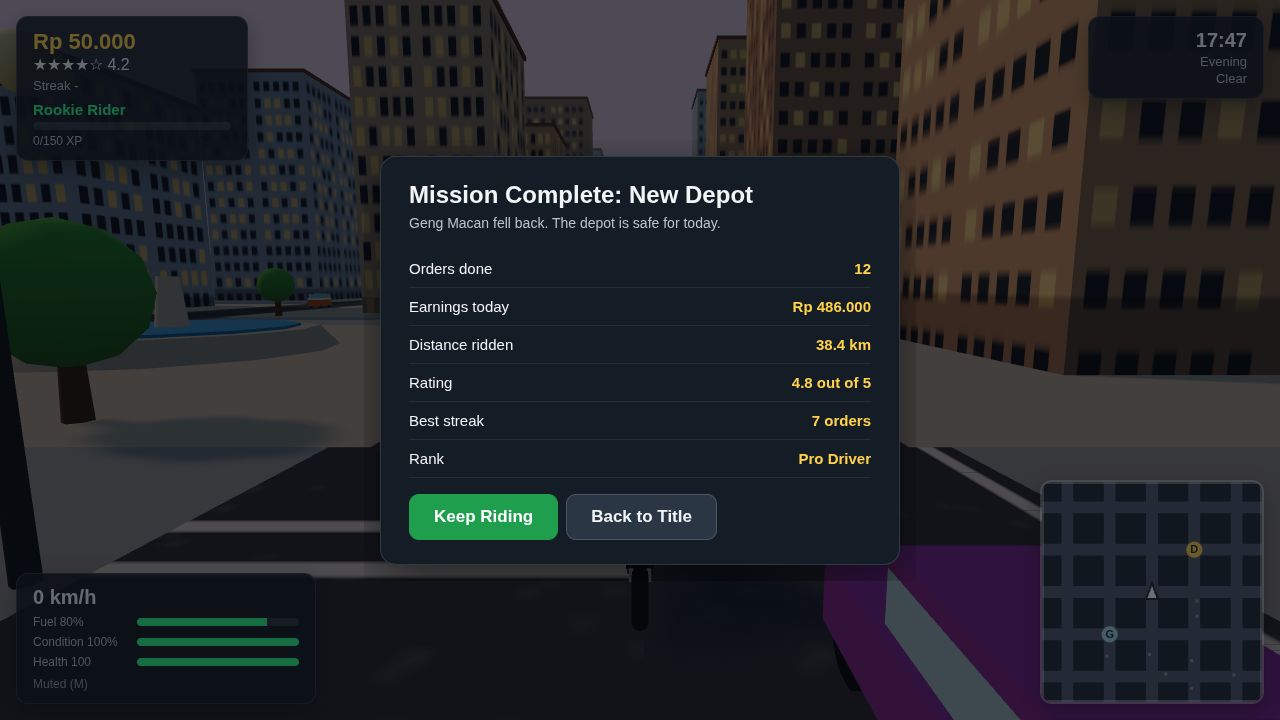 Rp 50.000
★★★★☆ 4.2
Streak -
Rookie Rider
0/150 XP
17:47
Evening
Clear
Mission Complete: New Depot
Geng Macan fell back. The depot is safe for today.
Orders done 12
Earnings today Rp 486.000
Distance ridden 38.4 km
Rating 4.8 out of 5
Best streak 7 orders
Rank Pro Driver
Keep Riding Back to Title
0 km/h
Fuel 80%
Condition 100%
Health 100
Muted (M)
D
G